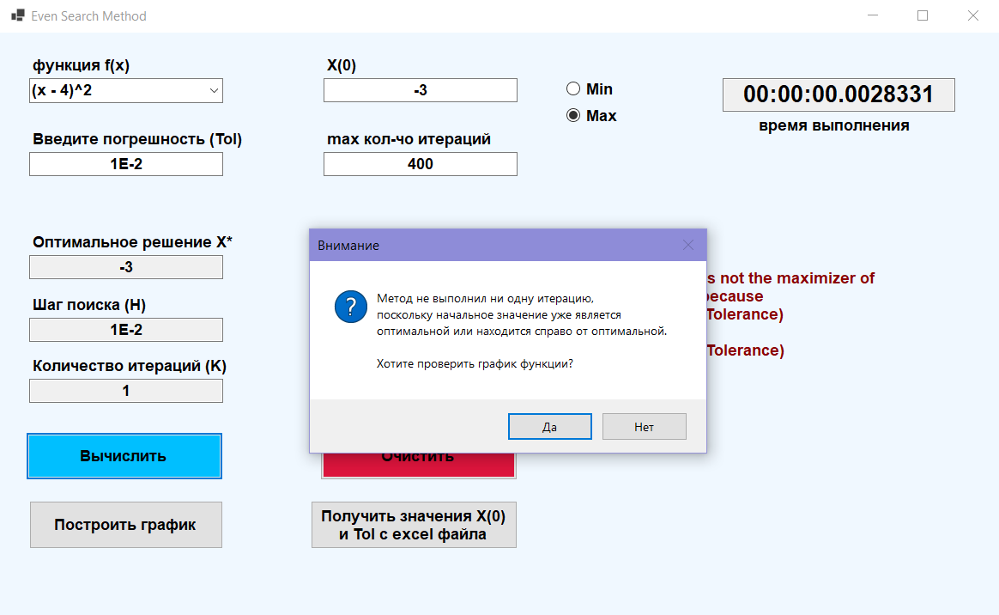 Even Search Method
функция f(x)
(x - 4)^2
X(0)
-3
Min
Max
00:00:00.0028331
время выполнения
Введите погрешность (Tol)
1E-2
max кол-чо итераций
400
Оптимальное решение X*
-3
Шаг поиска (H)
1E-2
Количество итераций (K)
1
Внимание
Метод не выполнил ни одну итерацию,
поскольку начальное значение уже является
оптимальной или находится справо от оптимальной.
Хотите проверить график функции?
Да
Нет
s not the maximizer of
because
Tolerance)
Tolerance)
Вычислить
Очистить
Построить график
Получить значения X(0)
и Tol с excel файла